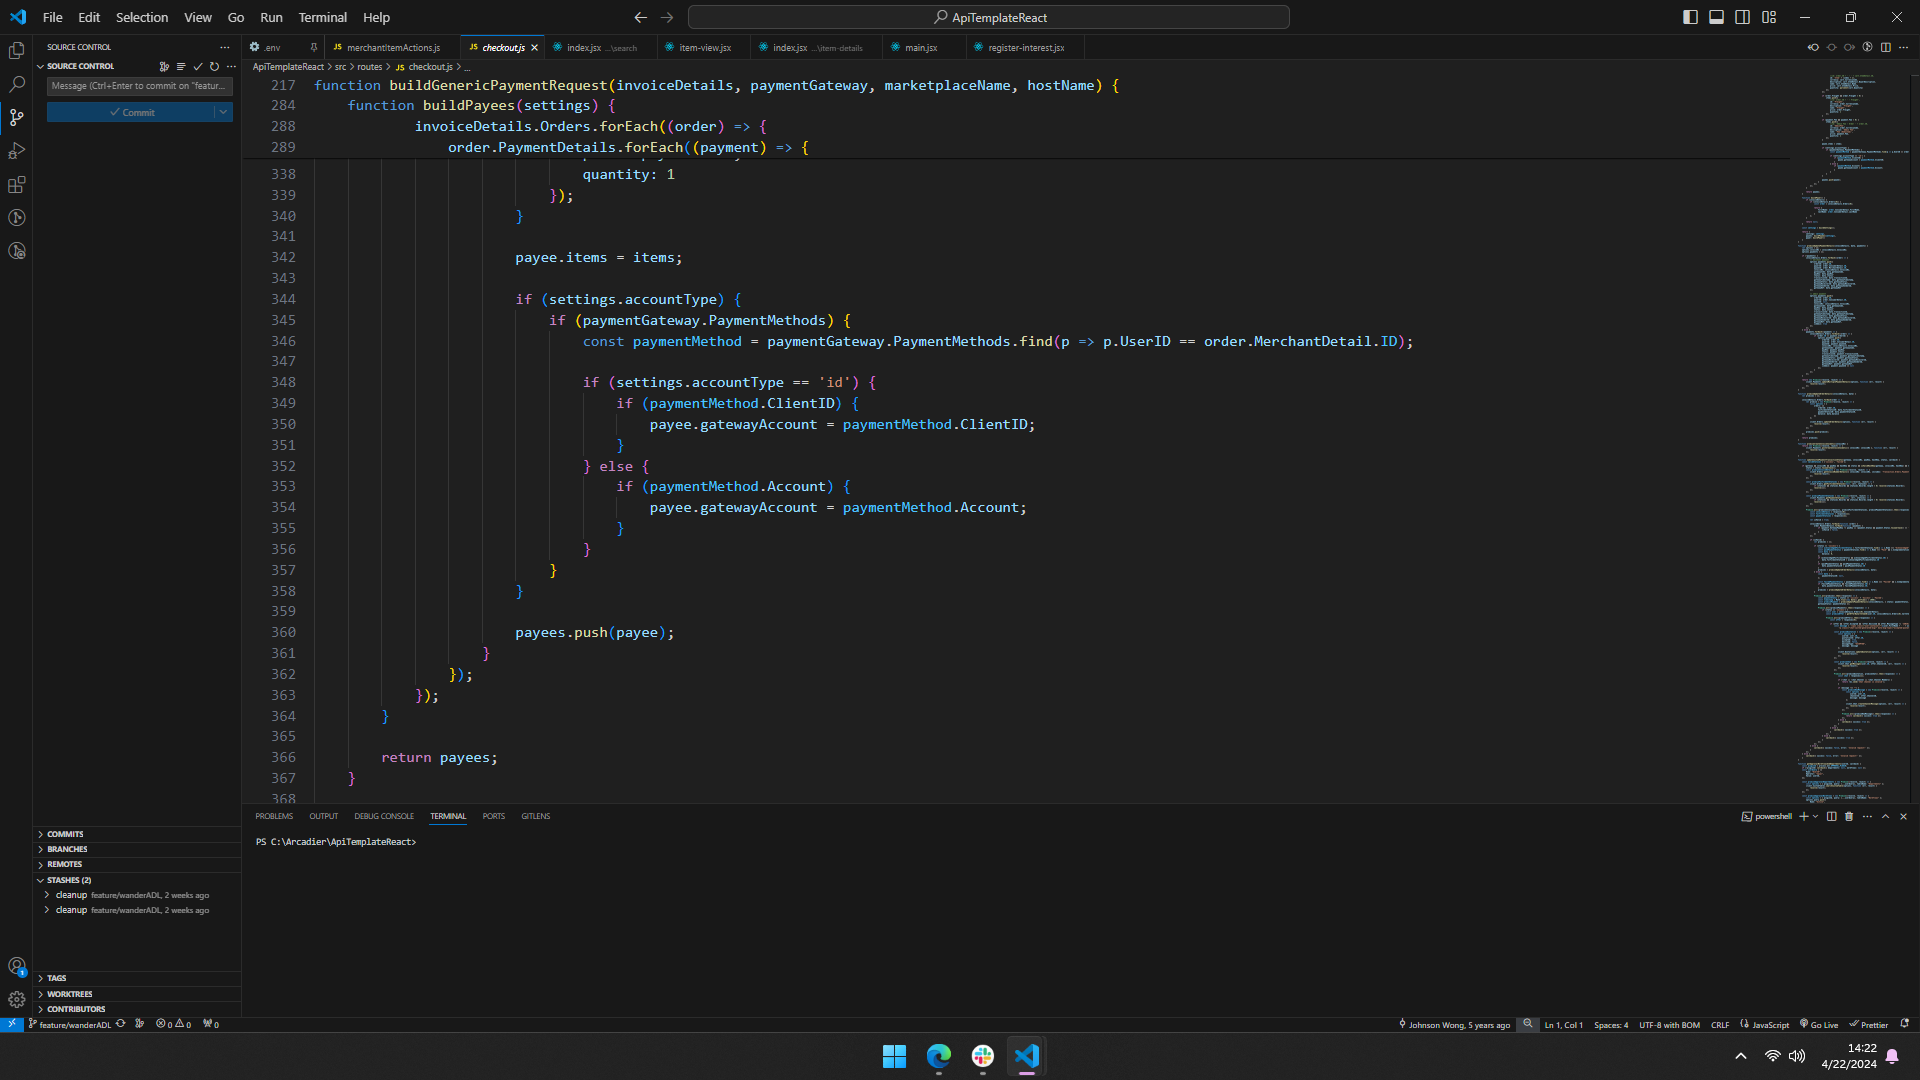 File Edit Selection View Go Run Terminal Help
ApiTemplateReact
SOURCE CONTROL
SOURCE CONTROL
Message (Ctrl+Enter to commit on "featur...
Commit
.env
JS merchantItemActions.js
JS checkout.js
index.jsx ...\search
item-view.jsx
index.jsx ...\item-details
main.jsx
register-interest.jsx
ApiTemplateReact > src > routes > JS checkout.js > ...
217 function buildGenericPaymentRequest(invoiceDetails, paymentGateway, marketplaceName, hostName) {
284 function buildPayees(settings) {
288 invoiceDetails.Orders.forEach((order) => {
289 order.PaymentDetails.forEach((payment) => {
338 quantity: 1
339 });
340 }
341
342 payee.items = items;
343
344 if (settings.accountType) {
345 if (paymentGateway.PaymentMethods) {
346 const paymentMethod = paymentGateway.PaymentMethods.find(p => p.UserID == order.MerchantDetail.ID);
347
348 if (settings.accountType == 'id') {
349 if (paymentMethod.ClientID) {
350 payee.gatewayAccount = paymentMethod.ClientID;
351 }
352 } else {
353 if (paymentMethod.Account) {
354 payee.gatewayAccount = paymentMethod.Account;
355 }
356 }
357 }
358 }
359
360 payees.push(payee);
361 }
362 });
363 });
364 }
365
366 return payees;
367 }
368
COMMITS
BRANCHES
REMOTES
STASHES (2)
cleanup feature/wanderADL, 2 weeks ago
cleanup feature/wanderADL, 2 weeks ago
TAGS
WORKTREES
CONTRIBUTORS
PROBLEMS OUTPUT DEBUG CONSOLE TERMINAL PORTS GITLENS
powershell
PS C:\Arcadier\ApiTemplateReact>
1
feature/wanderADL 0 0 0
Johnson Wong, 5 years ago Ln 1, Col 1 Spaces: 4 UTF-8 with BOM CRLF JavaScript Go Live Prettier
14:22
4/22/2024